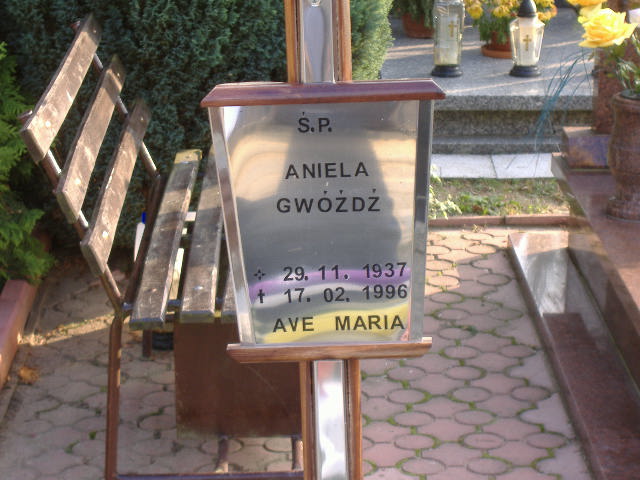 Ś.P.
ANIELA
GWÓŹDŹ
✧ 29. 11. 1937
✝ 17. 02. 1996
AVE MARIA